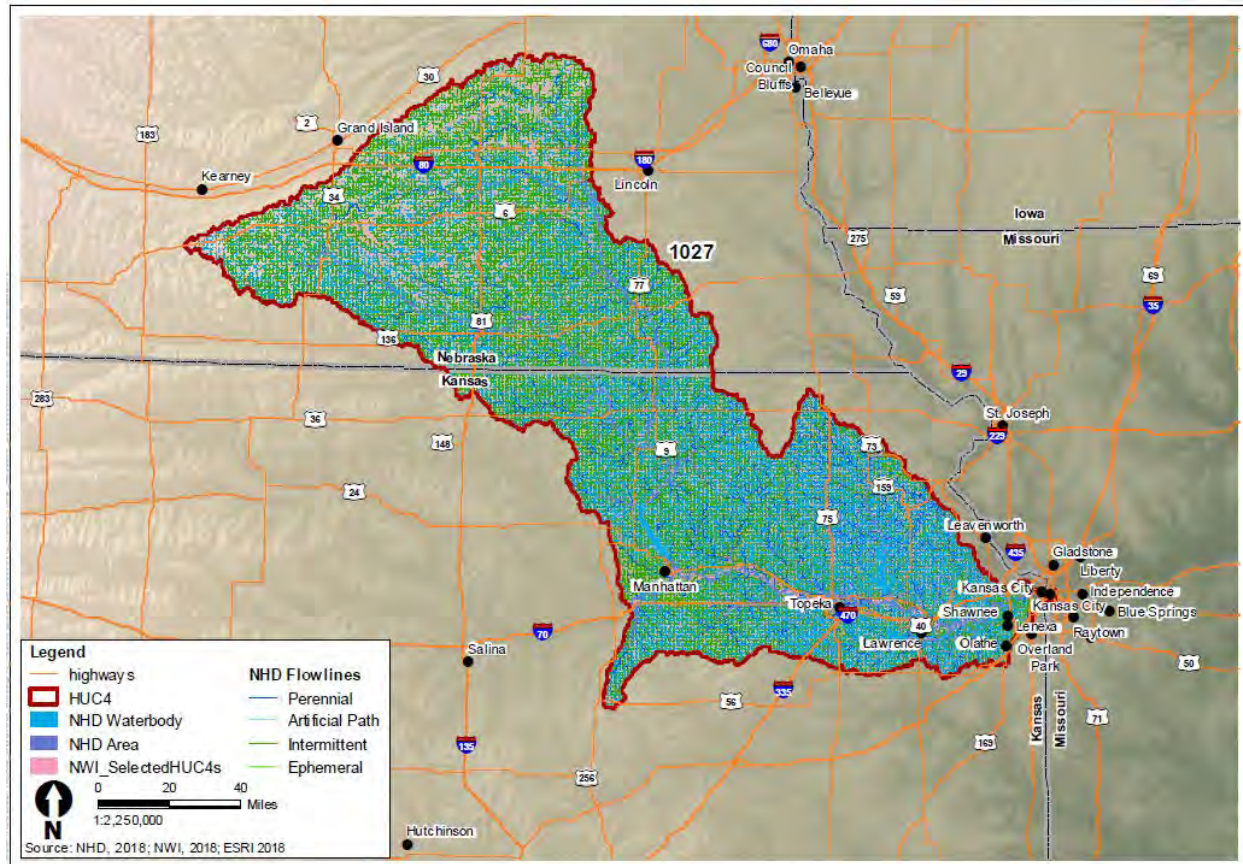 680
Omaha
Council
Bluffs
Bellevue
30
2
183
Grand Island
80
180
Kearney
Lincoln
34
6
Iowa
Missouri
275
1027
69
77
59
35
81
136
Nebraska
Kansas
29
283
36
St. Joseph
229
148
9
73
24
159
75
Leavenworth
435
Gladstone
Liberty
Manhattan
Kansas City
Independence
Topeka
Shawnee
Kansas City
Blue Springs
470
40
Lenexa
Raytown
70
Lawrence
Olathe
Overland
Park
Salina
50
335
56
71
Kansas
Missouri
135
169
256
Hutchinson
Legend
highways
HUC4
NHD Waterbody
NHD Area
NWI_SelectedHUC4s
NHD Flowlines
Perennial
Artificial Path
Intermittent
Ephemeral
N
0 20 40
Miles
1:2,250,000
Source: NHD, 2018; NWI, 2018; ESRI 2018